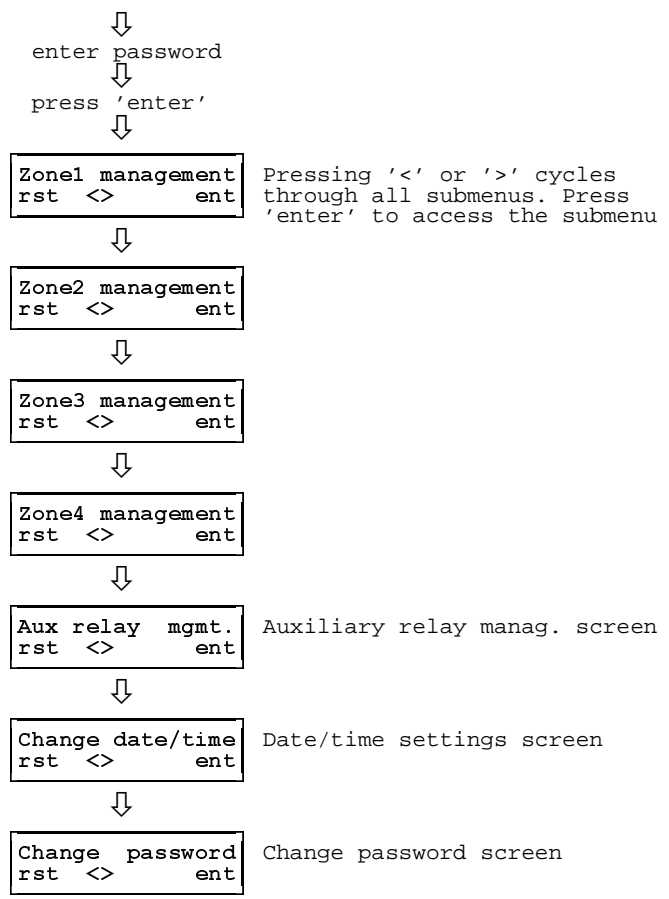 enter password
press 'enter'
Zone1 management
rst <> ent
Pressing '<' or '>' cycles
through all submenus. Press
'enter' to access the submenu
Zone2 management
rst <> ent
Zone3 management
rst <> ent
Zone4 management
rst <> ent
Aux relay mgmt.
rst <> ent
Auxiliary relay manag. screen
Change date/time
rst <> ent
Date/time settings screen
Change password
rst <> ent
Change password screen